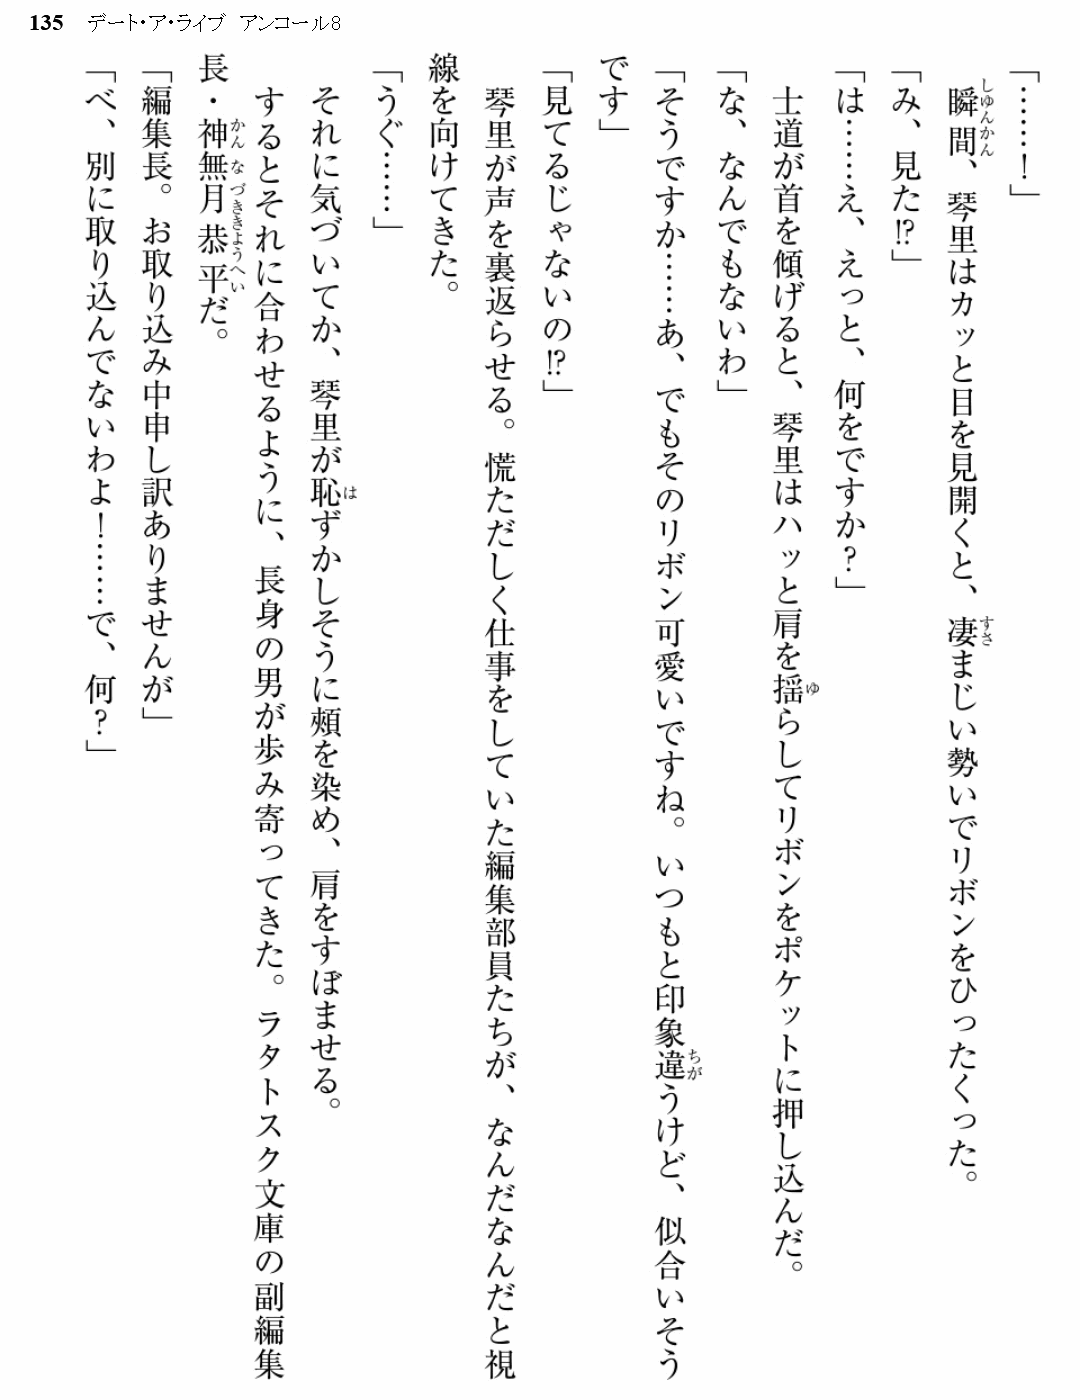 135 デート・ア・ライブ アンコール8
「……！」
瞬間、琴里はカッと目を見開くと、凄まじい勢いでリボンをひったくった。
「み、見た!?」
「は……え、えっと、何をですか？」
士道が首を傾げると、琴里はハッと肩を揺らしてリボンをポケットに押し込んだ。
「な、なんでもないわ」
「そうですか……あ、でもそのリボン可愛いですね。いつもと印象違うけど、似合いそう
です」
「見てるじゃないの!?」
琴里が声を裏返らせる。慌ただしく仕事をしていた編集部員たちが、なんだなんだと視
線を向けてきた。
「うぐ……」
それに気づいてか、琴里が恥ずかしそうに頰を染め、肩をすぼませる。
するとそれに合わせるように、長身の男が歩み寄ってきた。ラタトスク文庫の副編集
長・神無月恭平だ。
「編集長。お取り込み中申し訳ありませんが」
「べ、別に取り込んでないわよ！……で、何？」